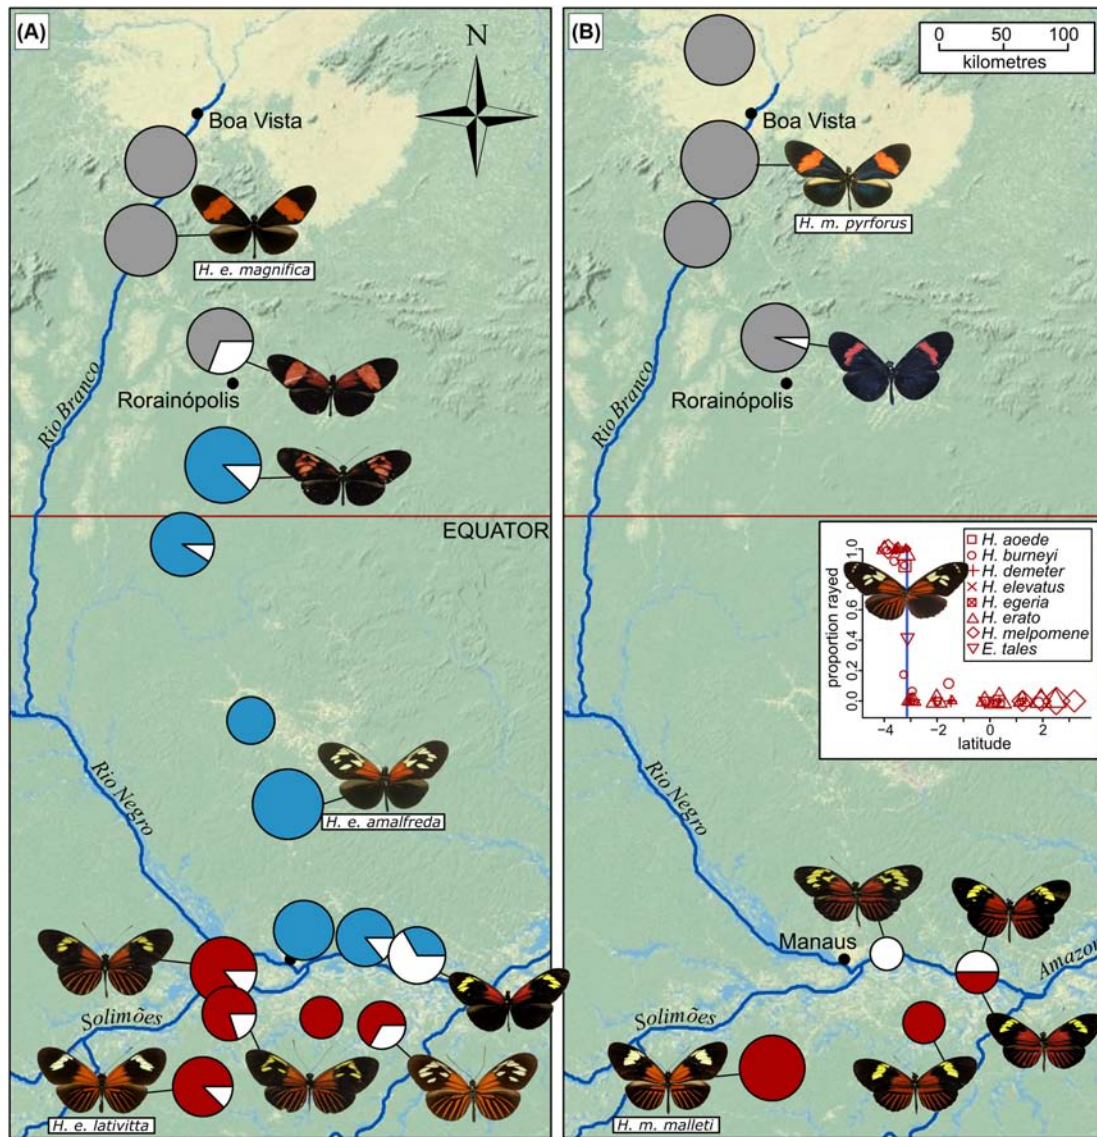 (A)
N
Boa Vista
H. e. magnifica
Rio Branco
Rorainópolis
EQUATOR
Rio Negro
H. e. amalfreda
Solimões
H. e. lativitta
(B)
0 50 100
kilometres
Boa Vista
H. m. pyrforus
Rio Branco
Rorainópolis
proportion rayed
1.0
0.8
0.6
0.4
0.2
0.0
−4 −2 0 2
latitude
H. aoede
H. burneyi
H. demeter
H. elevatus
H. egeria
H. erato
H. melpomene
E. tales
Rio Negro
Manaus
Amazon
Solimões
H. m. malleti